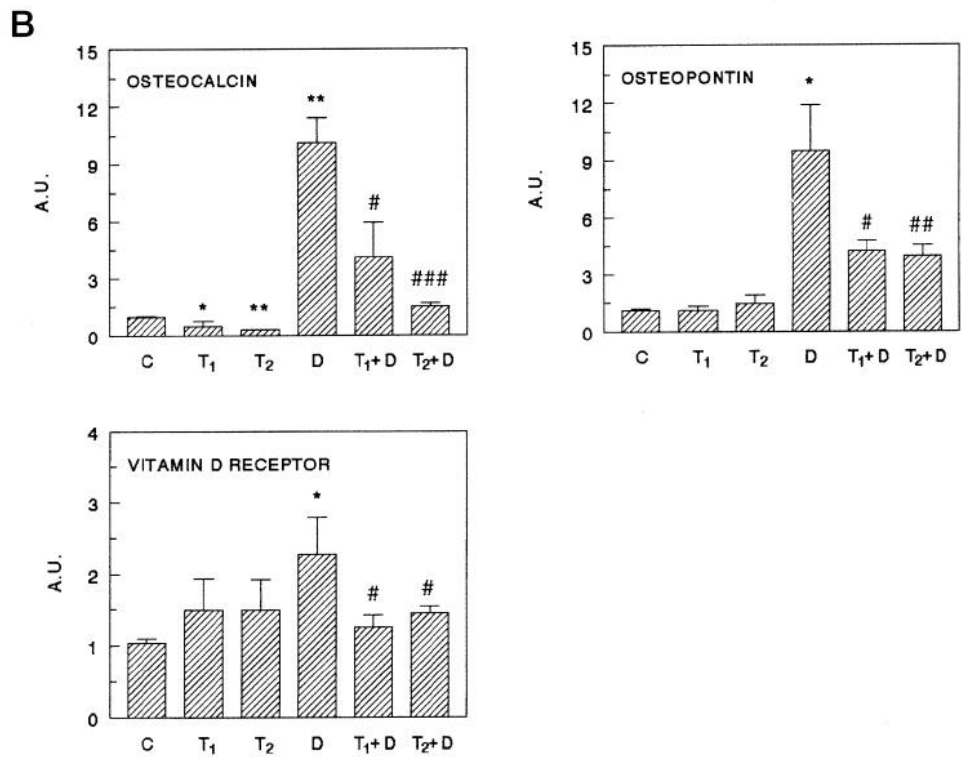 B
OSTEOCALCIN
A.U.
15
12
9
6
3
0
*
**
**
#
###
C T₁ T₂ D T₁+ D T₂+ D
OSTEOPONTIN
A.U.
15
12
9
6
3
0
*
#
##
C T₁ T₂ D T₁+ D T₂+ D
VITAMIN D RECEPTOR
A.U.
4
3
2
1
0
*
#
#
C T₁ T₂ D T₁+ D T₂+ D